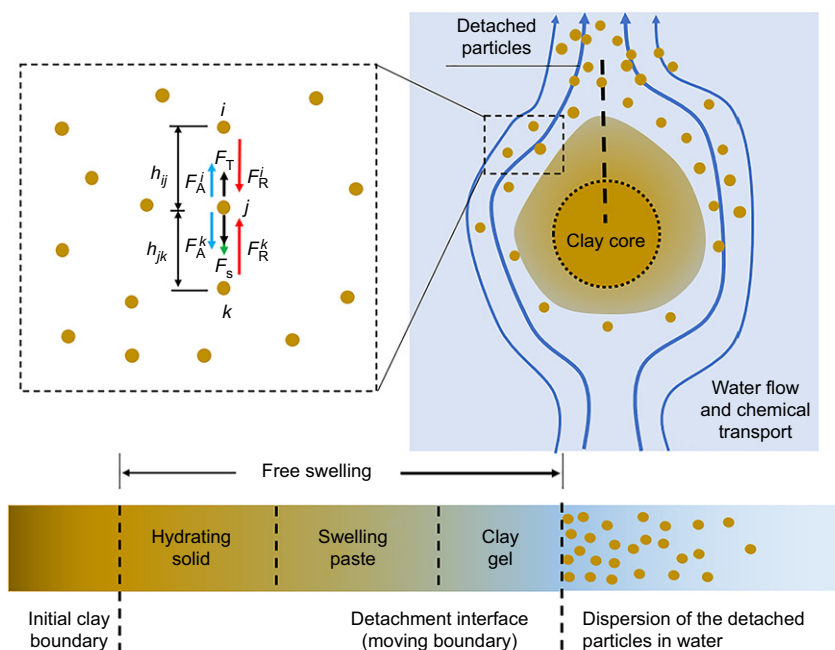 Detached
particles
i
F_T
F_A^i
F_R^i
h_ij
j
F_A^k
F_R^k
h_jk
F_s
k
Clay core
Water flow
and chemical
transport
Free swelling
Hydrating
solid
Swelling
paste
Clay
gel
Initial clay
boundary
Detachment interface
(moving boundary)
Dispersion of the detached
particles in water